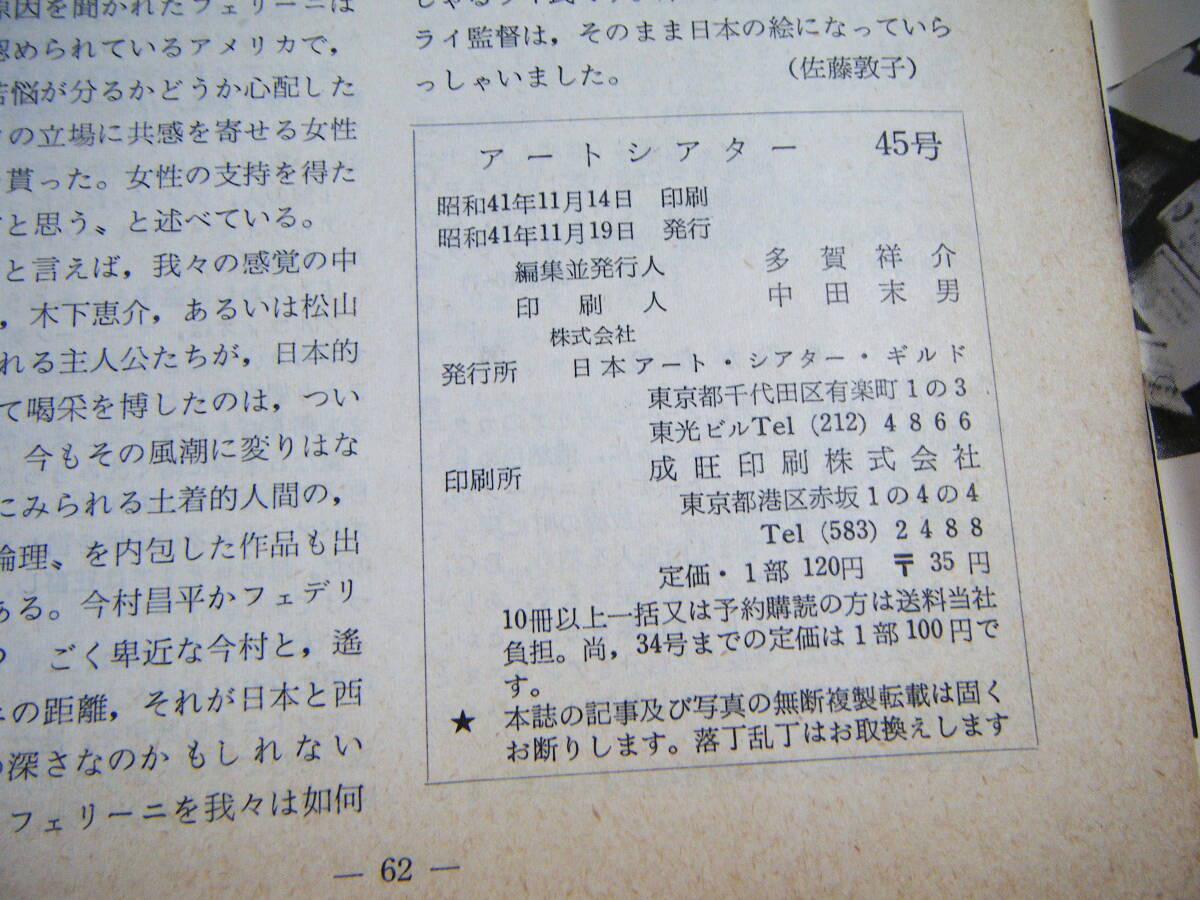 原因を聞かれたフェリーニは
認められているアメリカで，
苦悩が分るかどうか心配した
の立場に共感を寄せる女性
貰った。女性の支持を得た
と思う〟と述べている。
と言えば，我々の感覚の中
，木下恵介，あるいは松山
れる主人公たちが，日本的
て喝采を博したのは，つい
今もその風潮に変りはな
にみられる土着的人間の，
倫理〟を内包した作品も出
ある。今村昌平かフェデリ
？　ごく卑近な今村と，遙
の距離，それが日本と西
深さなのかもしれない
フェリーニを我々は如何
ライ監督は，そのまま日本の絵になっていら
っしゃいました。　（佐藤敦子）
アートシアター　45号
昭和41年11月14日　印刷
昭和41年11月19日　発行
編集並発行人　多賀祥介
印刷人　中田末男
株式会社
発行所　日本アート・シアター・ギルド
東京都千代田区有楽町1の3
東光ビルTel (212) 4866
印刷所　成旺印刷株式会社
東京都港区赤坂1の4の4
Tel (583) 2488
定価・1部 120円　〒 35円
10冊以上一括又は予約購読の方は送料当社
負担。尚，34号までの定価は1部100円で
す。
★　本誌の記事及び写真の無断複製転載は固く
お断りします。落丁乱丁はお取換えします
— 62 —